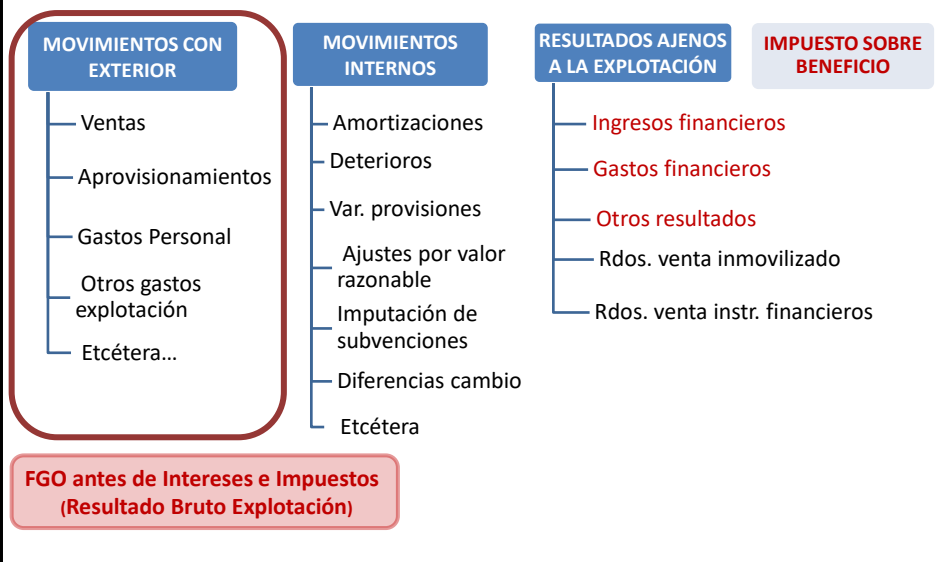 MOVIMIENTOS CON
EXTERIOR
Ventas
Aprovisionamientos
Gastos Personal
Otros gastos
explotación
Etcétera...
MOVIMIENTOS
INTERNOS
Amortizaciones
Deterioros
Var. provisiones
Ajustes por valor
razonable
Imputación de
subvenciones
Diferencias cambio
Etcétera
RESULTADOS AJENOS
A LA EXPLOTACIÓN
Ingresos financieros
Gastos financieros
Otros resultados
Rdos. venta inmovilizado
Rdos. venta instr. financieros
IMPUESTO SOBRE
BENEFICIO
FGO antes de Intereses e Impuestos
(Resultado Bruto Explotación)